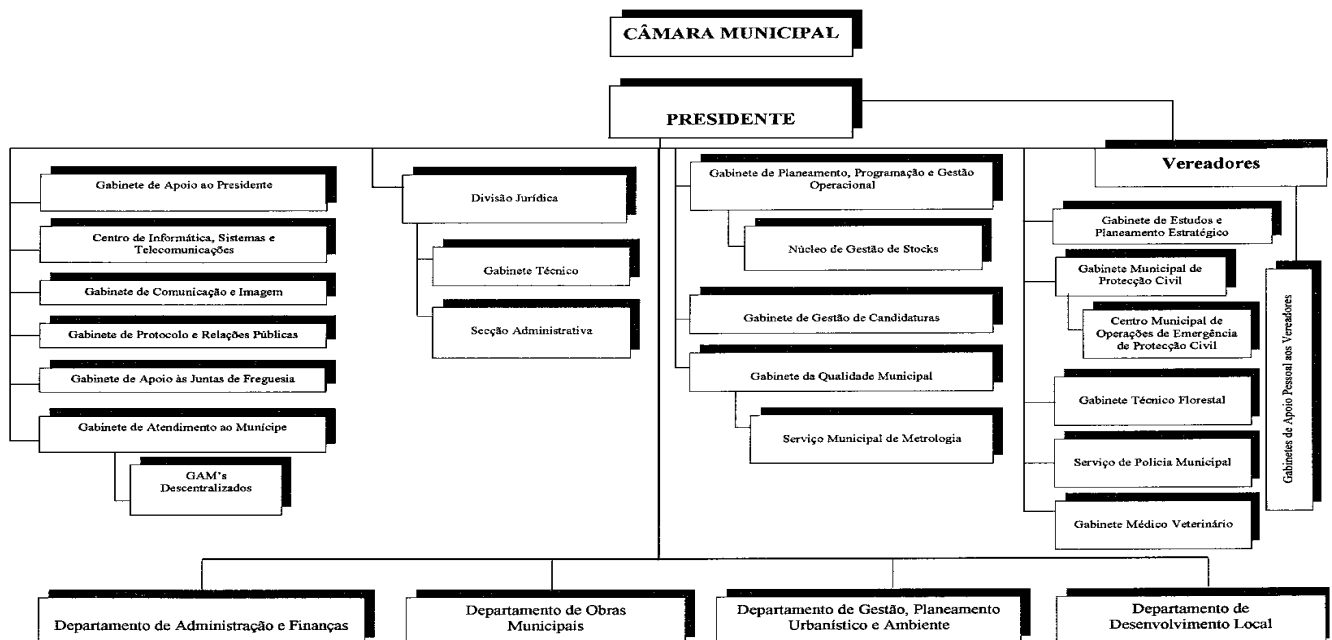 CÂMARA MUNICIPAL
PRESIDENTE
Vereadores
Gabinete de Apoio ao Presidente
Centro de Informática, Sistemas e
Telecomunicações
Gabinete de Comunicação e Imagem
Gabinete de Protocolo e Relações Públicas
Gabinete de Apoio às Juntas de Freguesia
Gabinete de Atendimento ao Munícipe
GAM's
Descentralizados
Divisão Jurídica
Gabinete Técnico
Secção Administrativa
Gabinete de Planeamento, Programação e Gestão
Operacional
Núcleo de Gestão de Stocks
Gabinete de Gestão de Candidaturas
Gabinete da Qualidade Municipal
Serviço Municipal de Metrologia
Gabinete de Estudos e
Planeamento Estratégico
Gabinete Municipal de
Protecção Civil
Centro Municipal de
Operações de Emergência
de Protecção Civil
Gabinete Técnico Florestal
Serviço de Policia Municipal
Gabinete Médico Veterinário
Gabinetes de Apoio Pessoal aos Vereadores
Departamento de Administração e Finanças
Departamento de Obras
Municipais
Departamento de Gestão, Planeamento
Urbanístico e Ambiente
Departamento de
Desenvolvimento Local